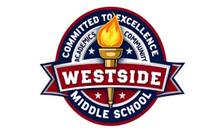 COMMITTED TO EXCELLENCE
ACADEMICS
COMMUNITY
WESTSIDE
MIDDLE SCHOOL